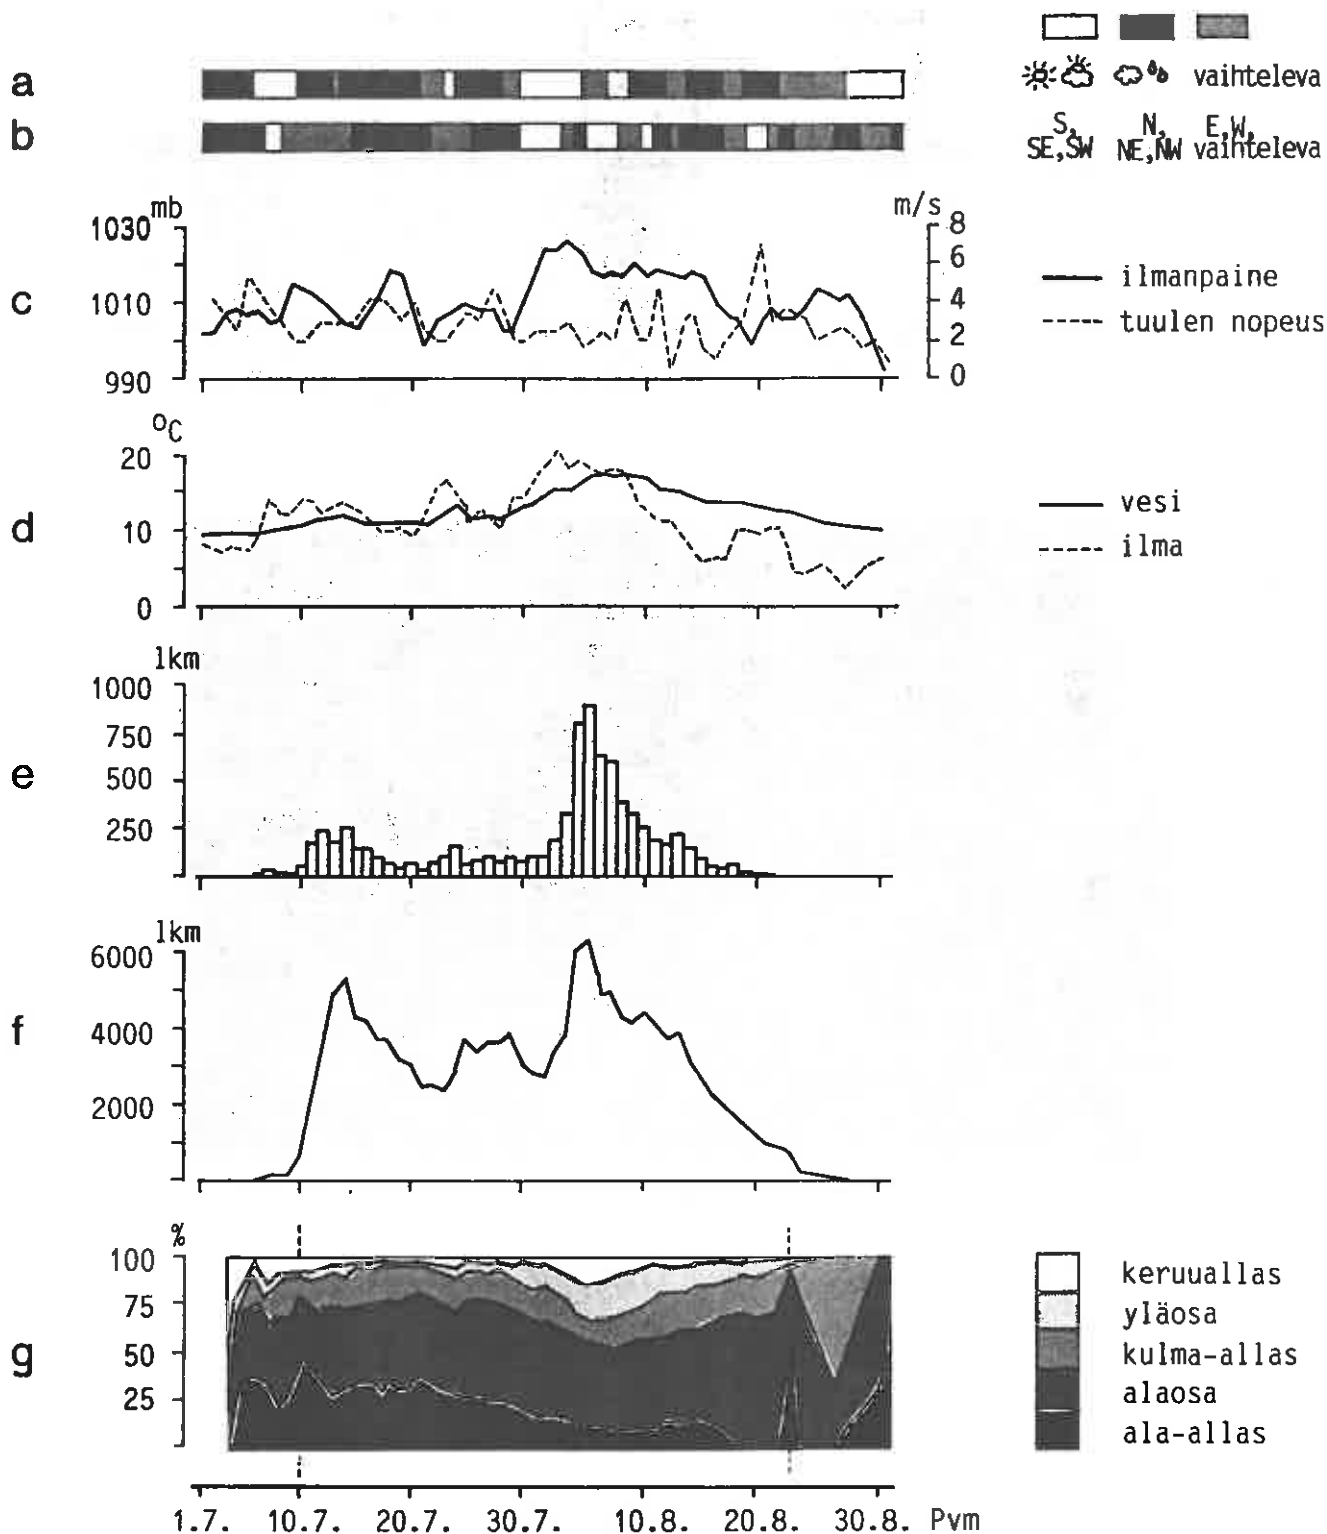 a
vaihteleva
b
S, N, E,W,
SE,SW NE,NW vaihteleva
mb m/s
1030 8
6
c 1010 4
2
990 0
ilmanpaine
tuulen nopeus
°C
20
d 10
0
vesi
ilma
lkm
1000
750
e 500
250
lkm
6000
f 4000
2000
%
100
75
g 50
25
keruuallas
yläosa
kulma-allas
alaosa
ala-allas
1.7. 10.7. 20.7. 30.7. 10.8. 20.8. 30.8. Pvm